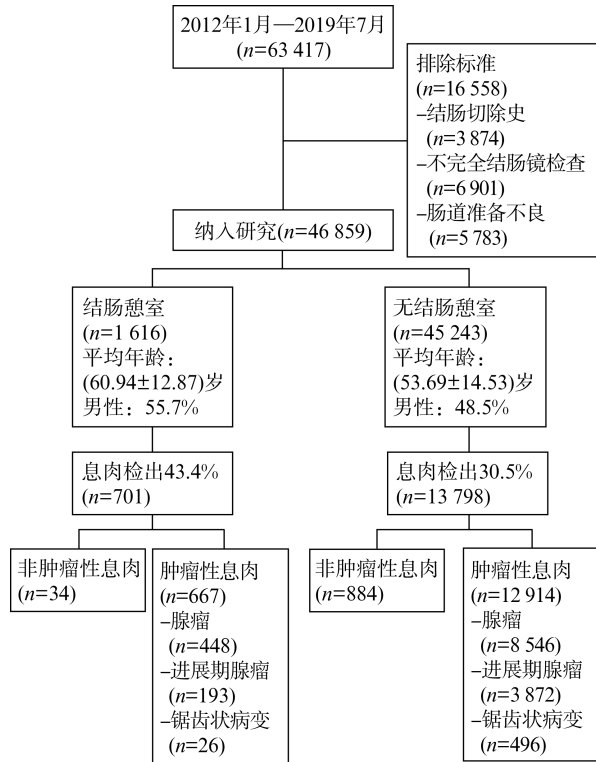 2012年1月—2019年7月
(n=63 417)
排除标准
(n=16 558)
–结肠切除史
(n=3 874)
–不完全结肠镜检查
(n=6 901)
–肠道准备不良
(n=5 783)
纳入研究(n=46 859)
结肠憩室
(n=1 616)
平均年龄：
(60.94±12.87)岁
男性：55.7%
无结肠憩室
(n=45 243)
平均年龄：
(53.69±14.53)岁
男性：48.5%
息肉检出43.4%
(n=701)
息肉检出30.5%
(n=13 798)
非肿瘤性息肉
(n=34)
肿瘤性息肉
(n=667)
–腺瘤
(n=448)
–进展期腺瘤
(n=193)
–锯齿状病变
(n=26)
非肿瘤性息肉
(n=884)
肿瘤性息肉
(n=12 914)
–腺瘤
(n=8 546)
–进展期腺瘤
(n=3 872)
–锯齿状病变
(n=496)